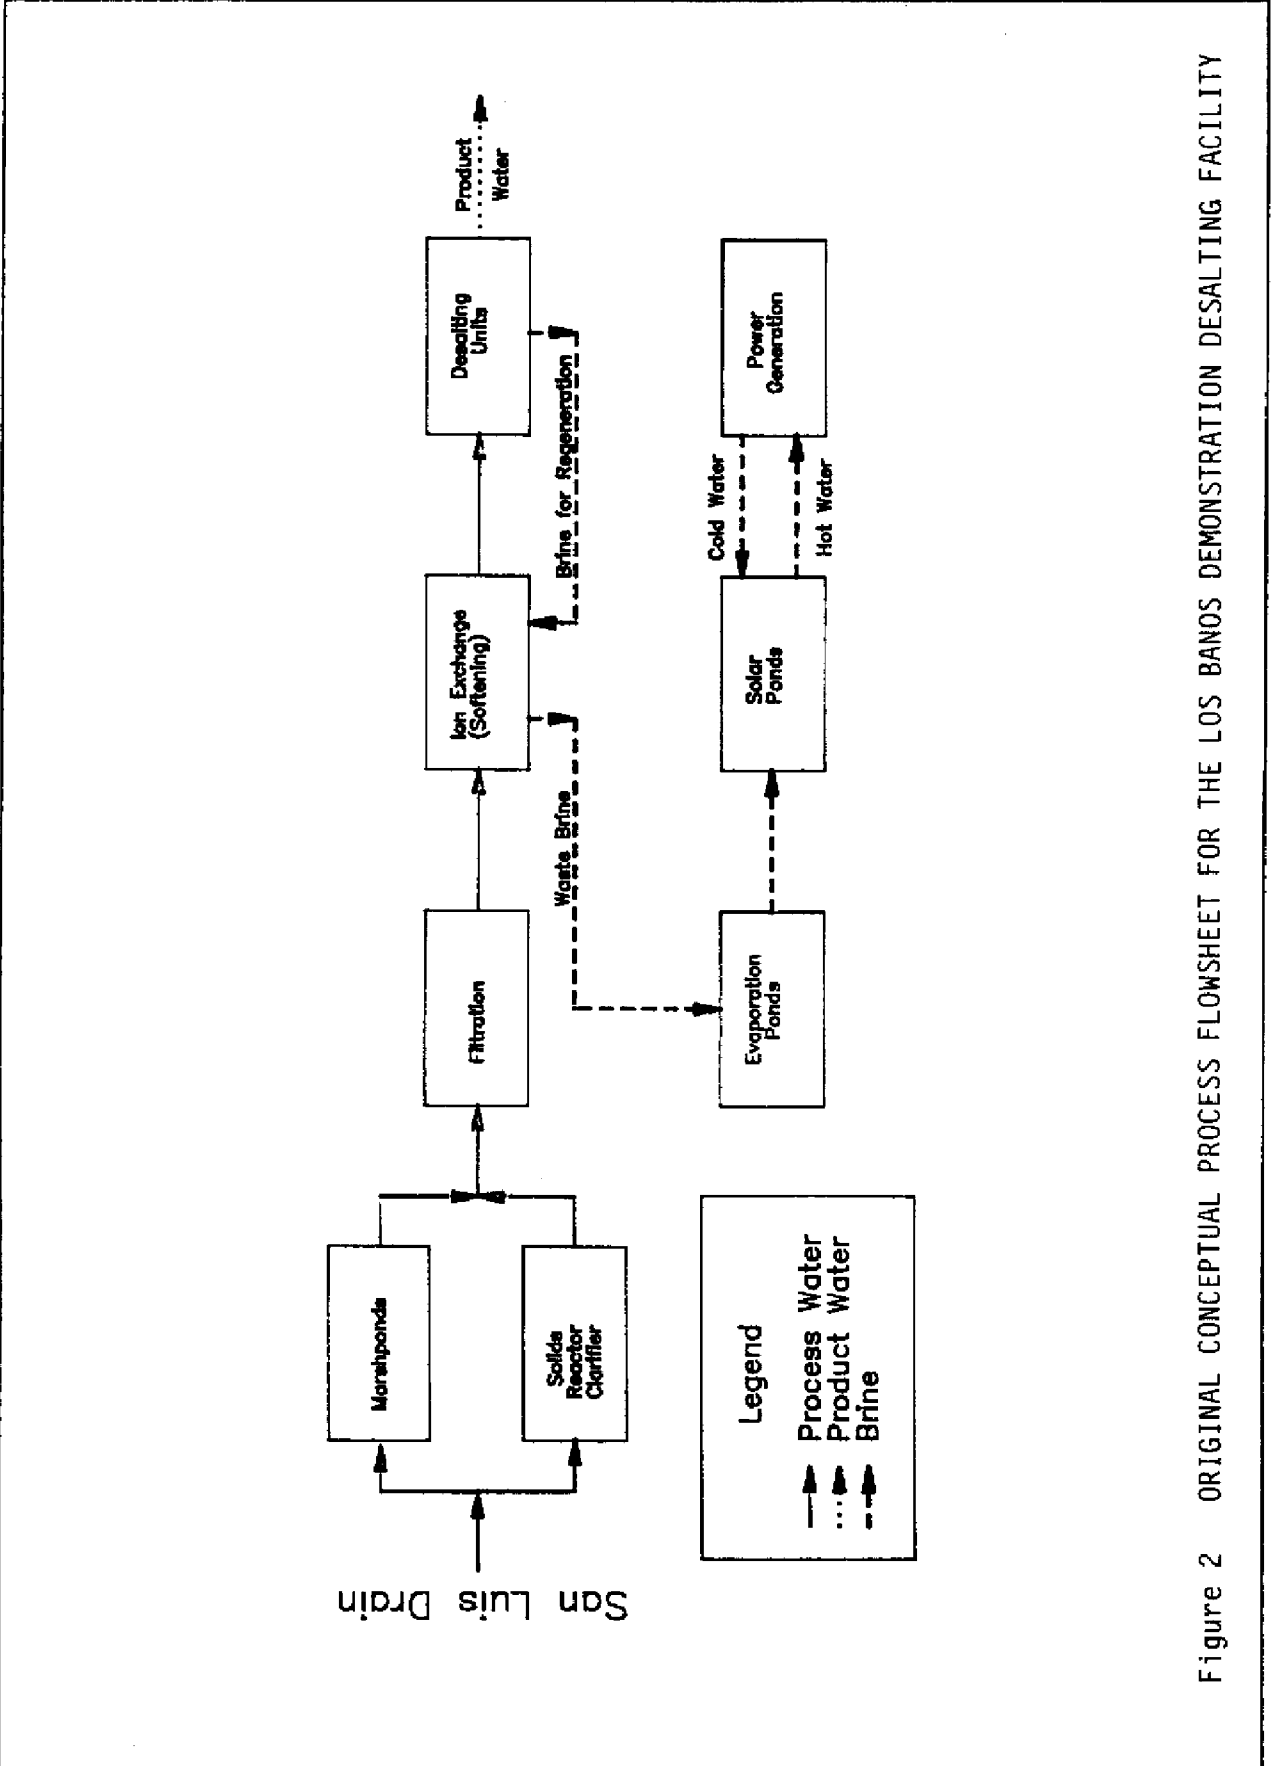 San Luis Drain
Marshponds
Solids
Reactor
Clarifier
Filtration
Ion Exchange
(Softening)
Desalting
Units
Product
Water
Brine for Regeneration
Waste Brine
Evaporation
Ponds
Solar
Ponds
Cold Water
Hot Water
Power
Generation
Legend
Process Water
Product Water
Brine
Figure 2 ORIGINAL CONCEPTUAL PROCESS FLOWSHEET FOR THE LOS BANOS DEMONSTRATION DESALTING FACILITY